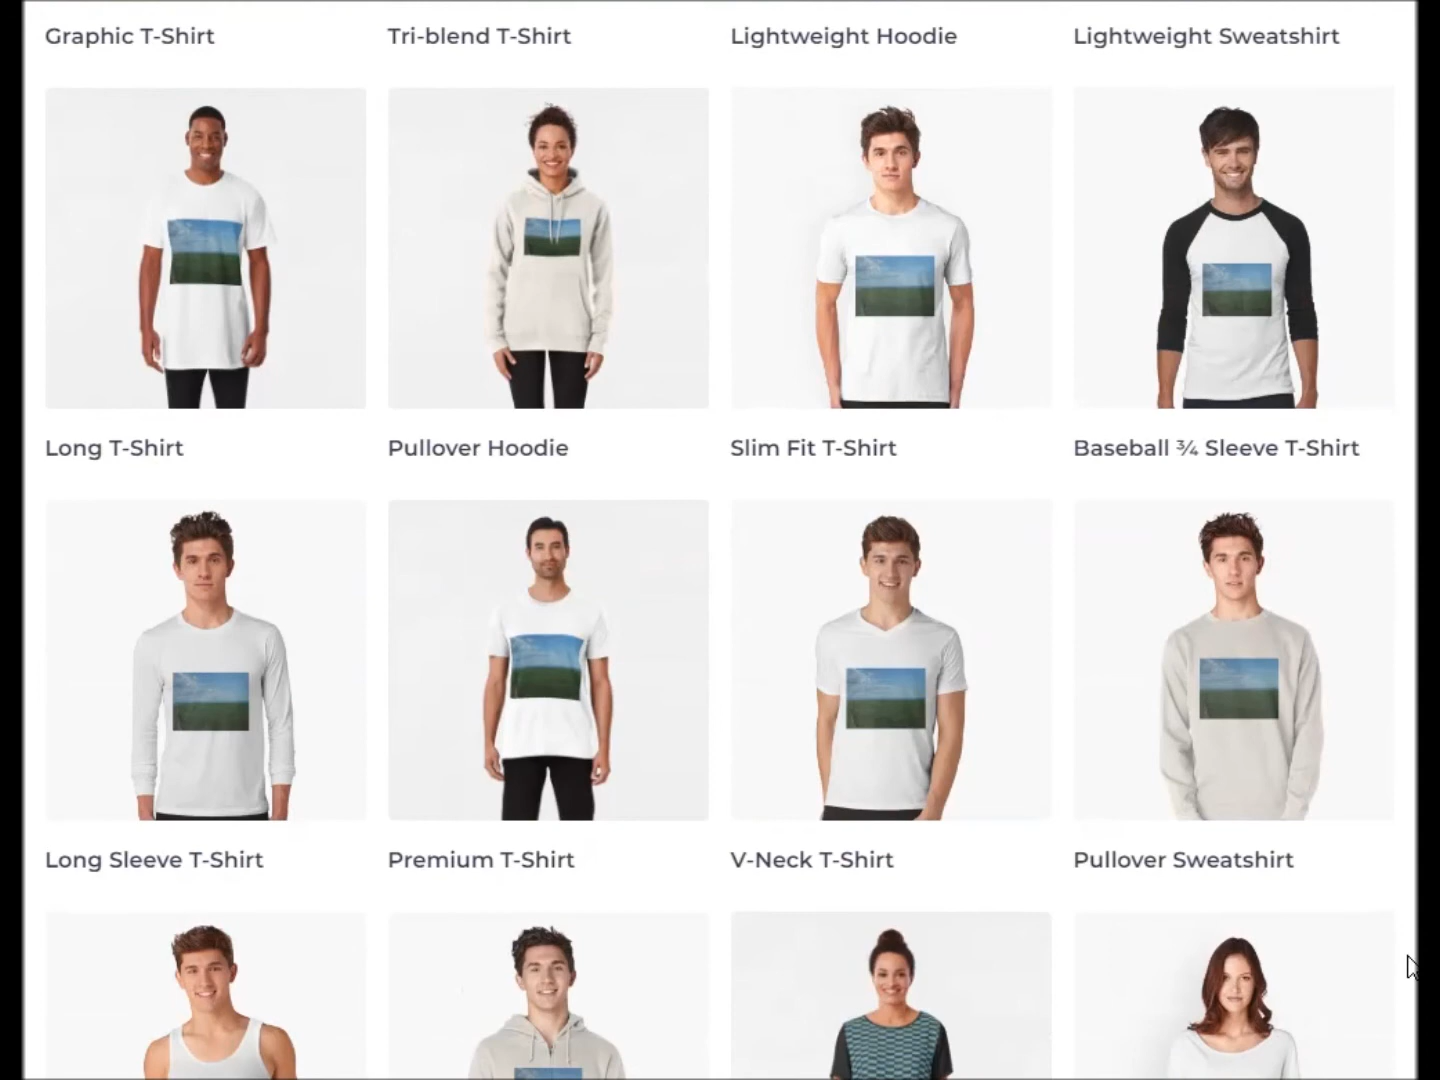 Graphic T-Shirt
Tri-blend T-Shirt
Lightweight Hoodie
Lightweight Sweatshirt
Long T-Shirt
Pullover Hoodie
Slim Fit T-Shirt
Baseball ¾ Sleeve T-Shirt
Long Sleeve T-Shirt
Premium T-Shirt
V-Neck T-Shirt
Pullover Sweatshirt